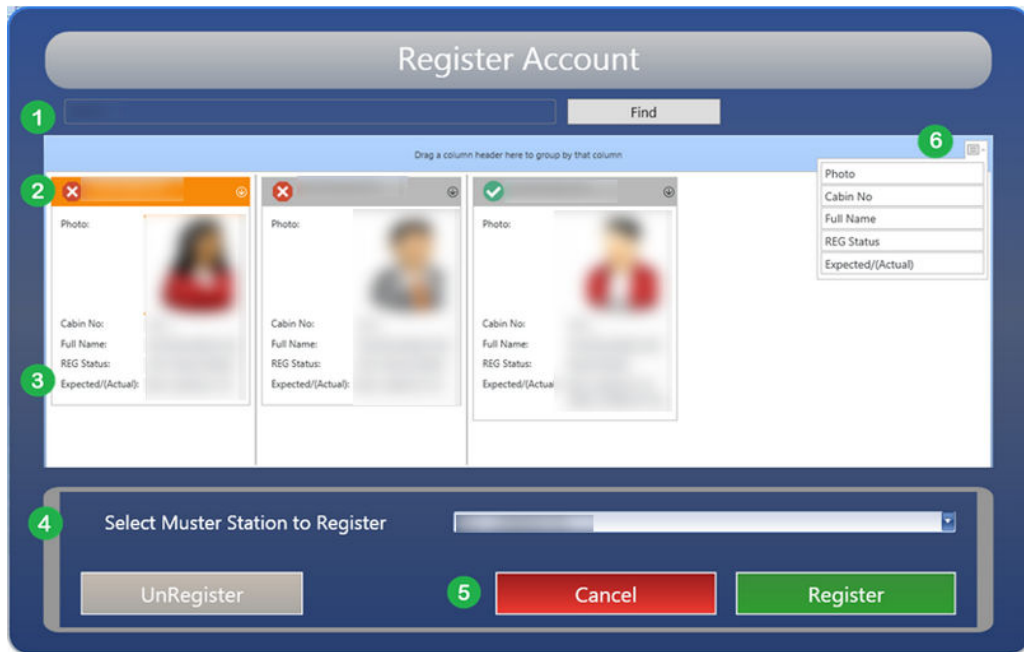 Register Account
1
Find
6
Drag a column header here to group by that column
Photo
Cabin No
Full Name
REG Status
Expected/(Actual)
2
Photo:
Photo:
Photo:
Cabin No:
Cabin No:
Cabin No:
Full Name:
Full Name:
Full Name:
REG Status:
REG Status:
REG Status:
3
Expected/(Actual):
Expected/(Actual):
Expected/(Actual
4
Select Muster Station to Register
UnRegister
5
Cancel
Register